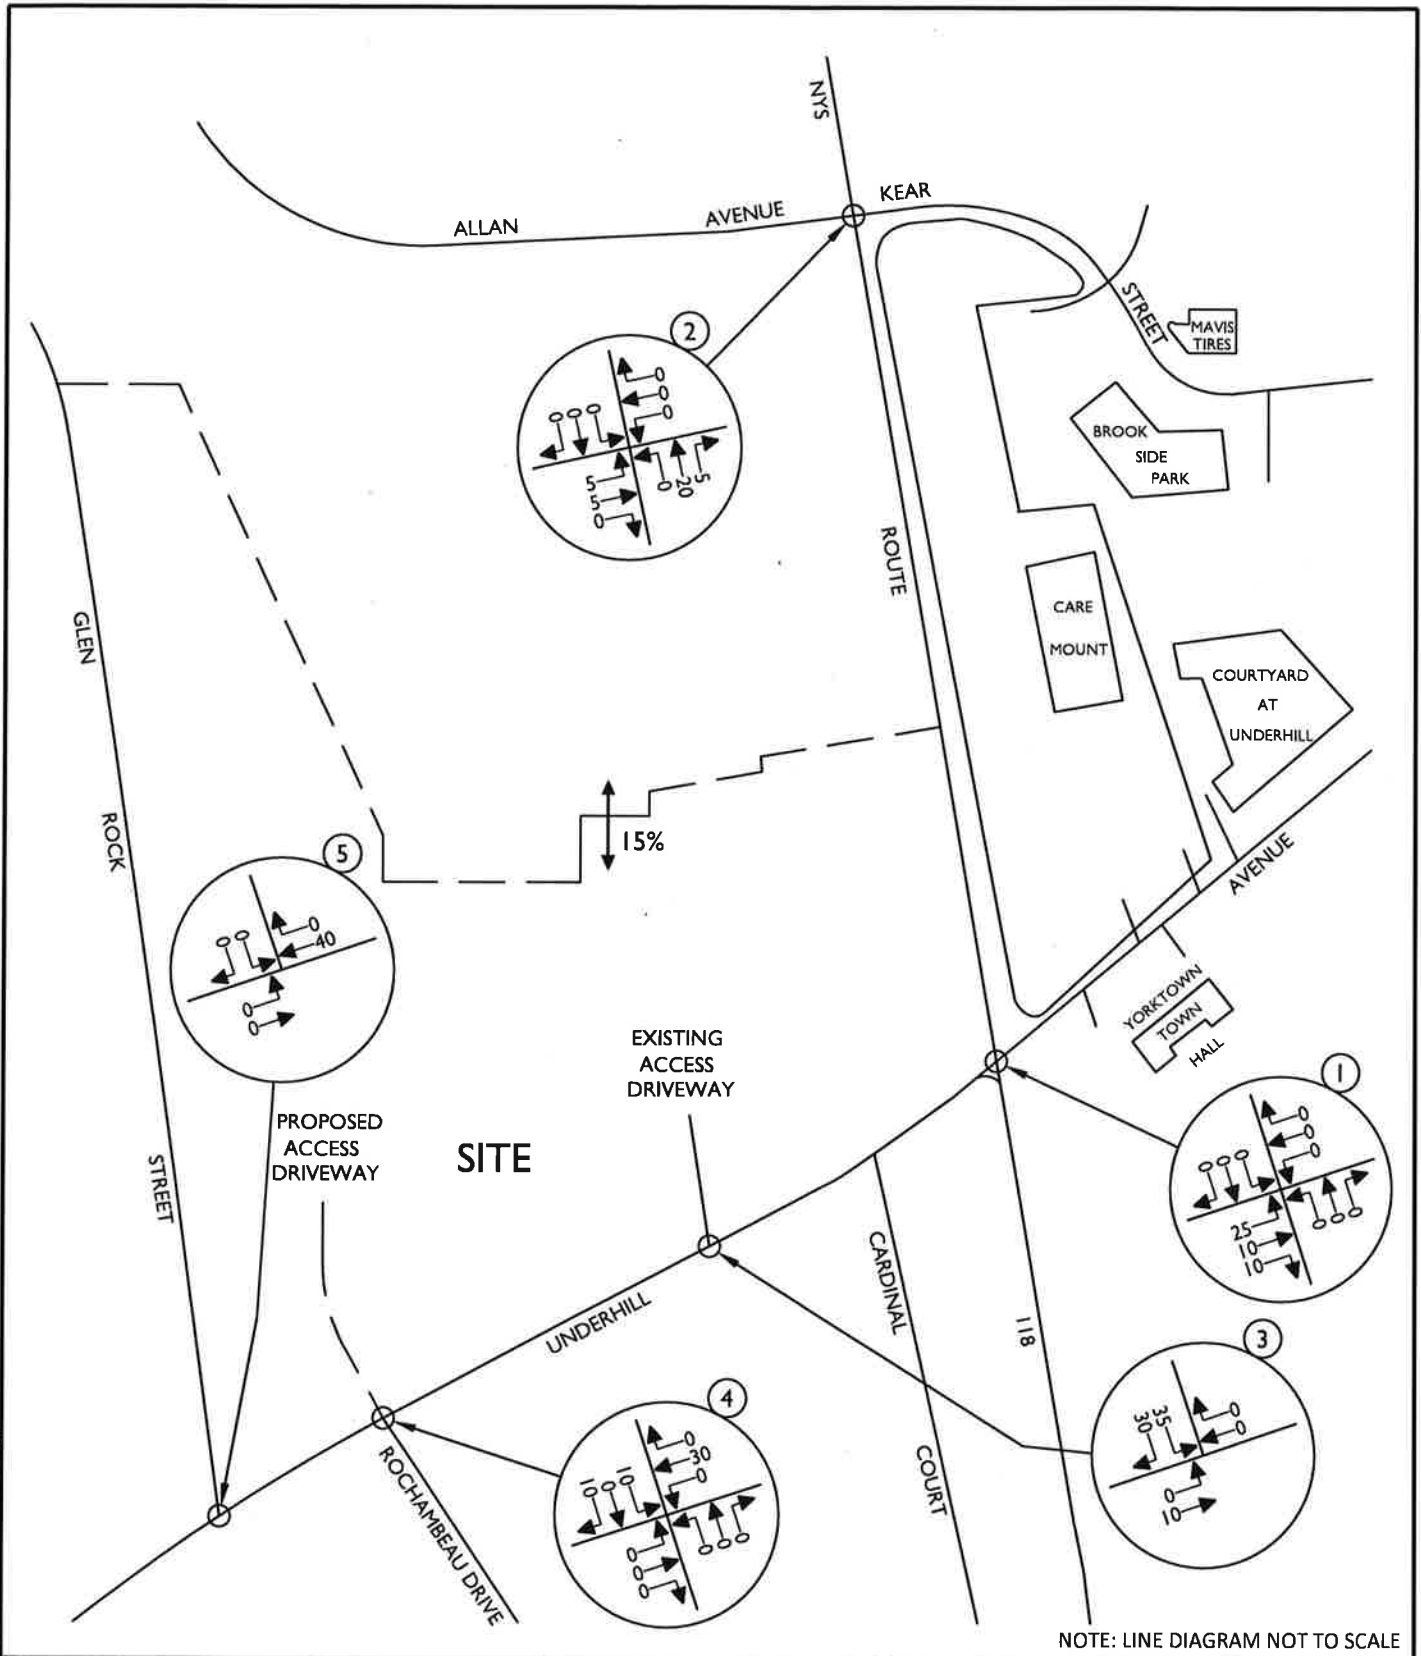 NYS
ALLAN
AVENUE
KEAR
STREET
MAVIS
TIRES
2
0
0
0
0 0 0
5
5
0
0 20 5
BROOK
SIDE
PARK
ROUTE
GLEN
CARE
MOUNT
COURTYARD
AT
UNDERHILL
ROCK
15%
5
0
40
0 0
0
0
AVENUE
YORKTOWN
TOWN
HALL
EXISTING
ACCESS
DRIVEWAY
PROPOSED
ACCESS
DRIVEWAY
SITE
STREET
1
0
0
0
0 0 0
25
10
10
0 0 0
CARDINAL
UNDERHILL
118
3
30 35
0
0
0
10
4
0
30
0
10 0 10
0
0
0
0 0 0
COURT
ROCHAMBEAU DRIVE
NOTE: LINE DIAGRAM NOT TO SCALE